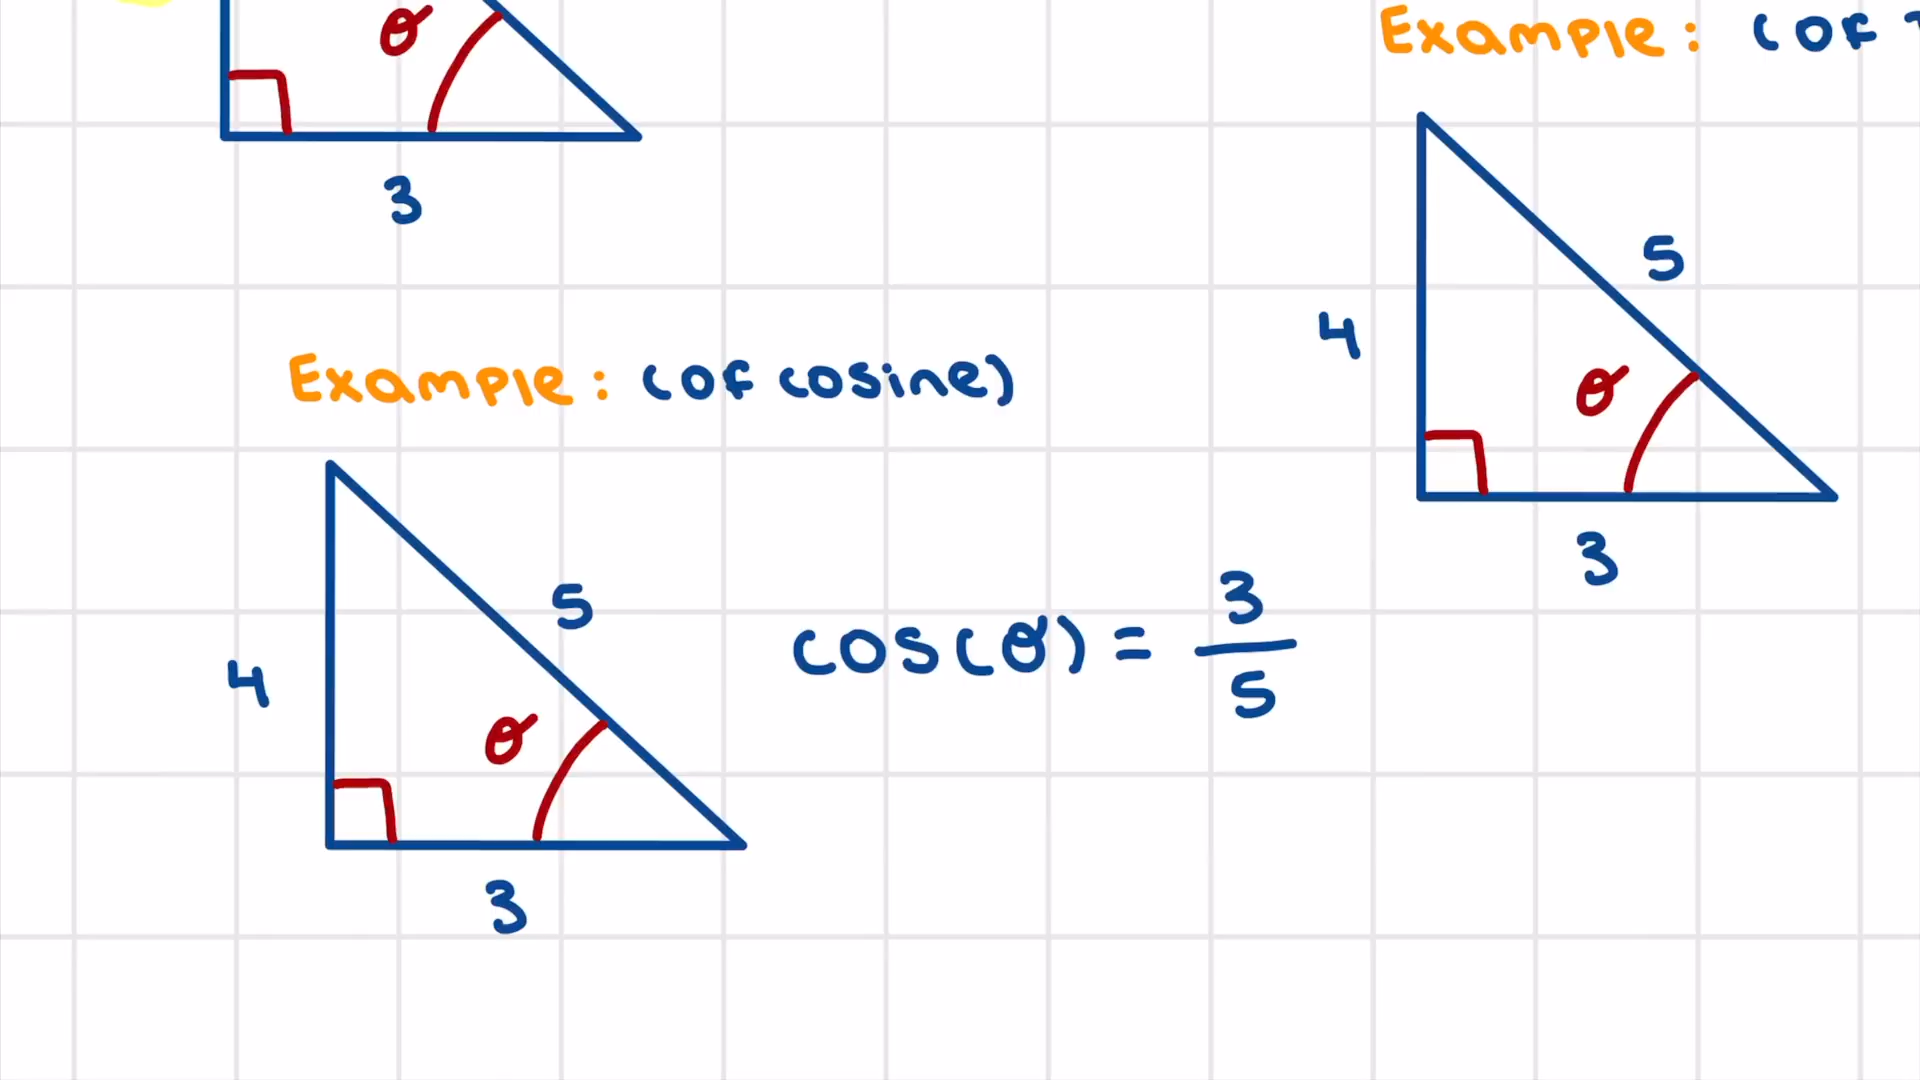 θ
3
Example: (of cosine)
4
5
θ
3
cos(θ) = 3/5
Example: (of
4
5
θ
3